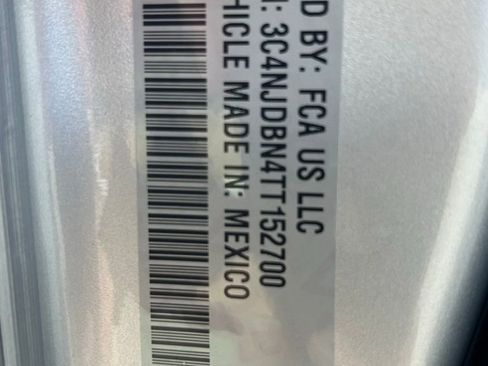 D BY: FCA US LLC
: 3C4NJDBN4TT152700
HICLE MADE IN: MEXICO